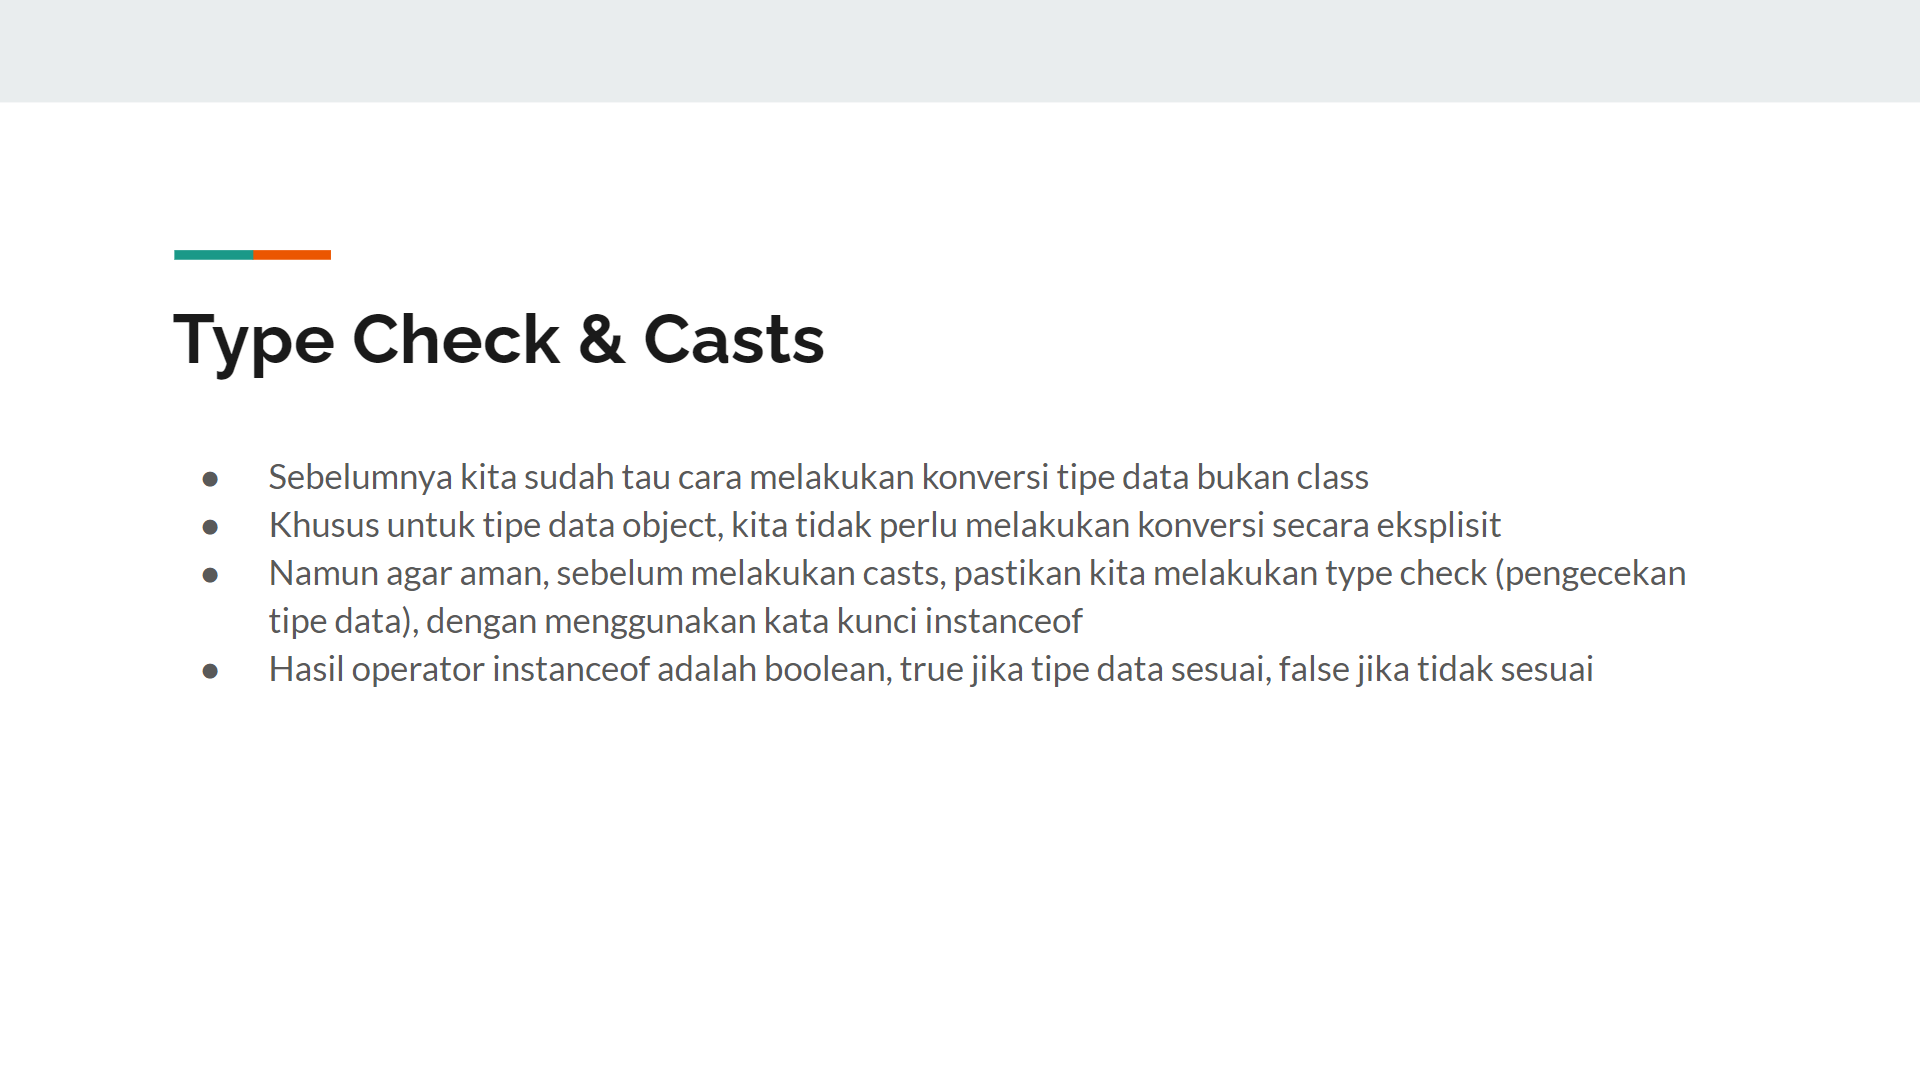 Type Check & Casts
● Sebelumnya kita sudah tau cara melakukan konversi tipe data bukan class
● Khusus untuk tipe data object, kita tidak perlu melakukan konversi secara eksplisit
● Namun agar aman, sebelum melakukan casts, pastikan kita melakukan type check (pengecekan
tipe data), dengan menggunakan kata kunci instanceof
● Hasil operator instanceof adalah boolean, true jika tipe data sesuai, false jika tidak sesuai